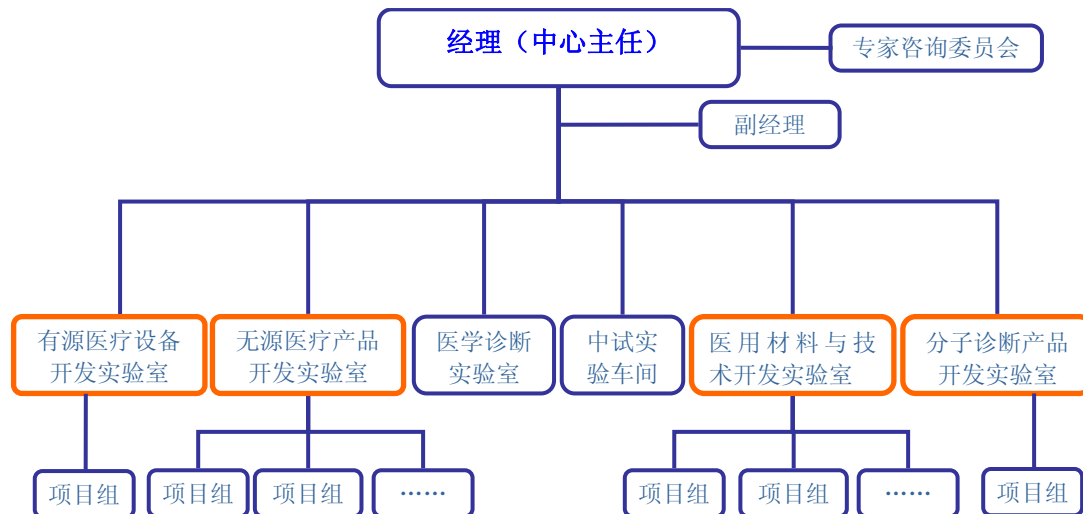 经理（中心主任）
专家咨询委员会
副经理
有源医疗设备
开发实验室
无源医疗产品
开发实验室
医学诊断
实验室
中试实
验车间
医用材料与技
术开发实验室
分子诊断产品
开发实验室
项目组
项目组
项目组
……
项目组
项目组
……
项目组